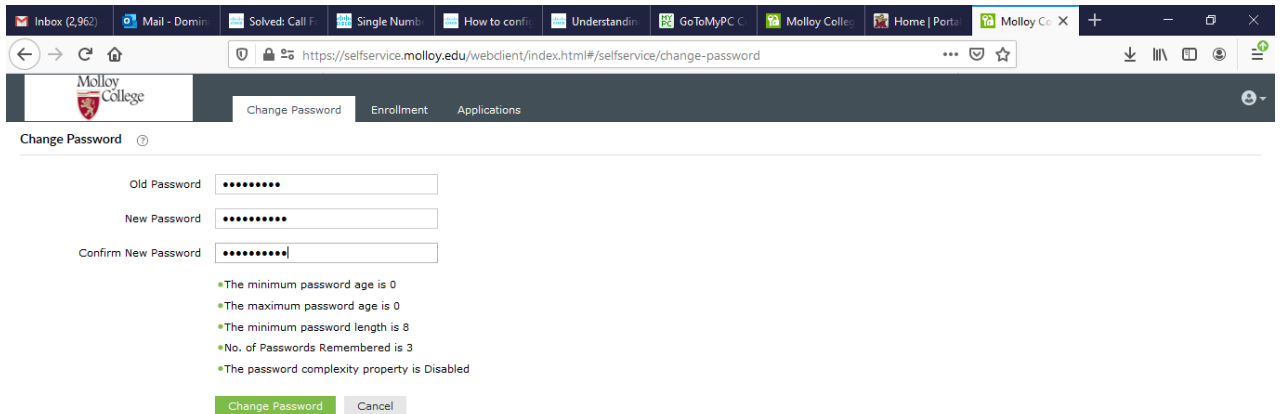 Inbox (2,962) Mail - Domin Solved: Call F Single Numb How to confi Understandin GoToMyPC C Molloy Colleg Home | Portal Molloy Co
https://selfservice.molloy.edu/webclient/index.html#/selfservice/change-password
Molloy College
Change Password Enrollment Applications
Change Password
Old Password
New Password
Confirm New Password
The minimum password age is 0
The maximum password age is 0
The minimum password length is 8
No. of Passwords Remembered is 3
The password complexity property is Disabled
Change Password Cancel